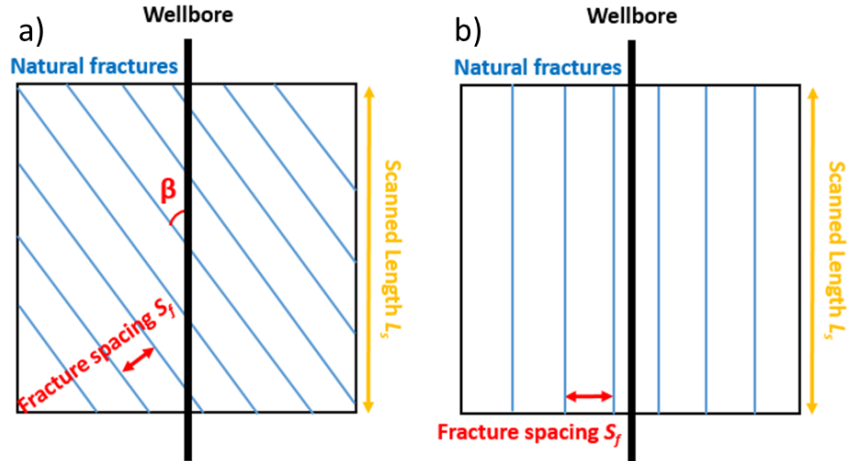 a)
Wellbore
Natural fractures
β
Scanned Length Ls
Fracture spacing Sf
b)
Wellbore
Natural fractures
Scanned Length Ls
Fracture spacing Sf